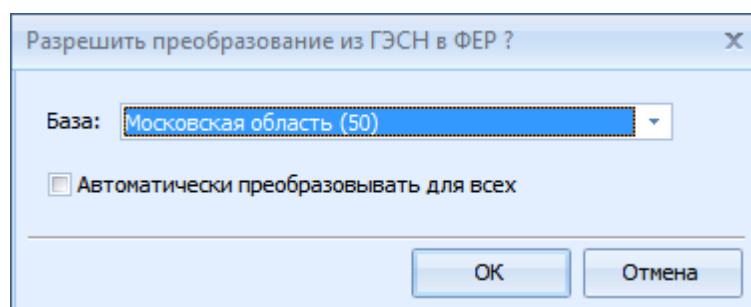 Разрешить преобразование из ГЭСН в ФЕР ?
База: Московская область (50)
Автоматически преобразовывать для всех
ОК Отмена